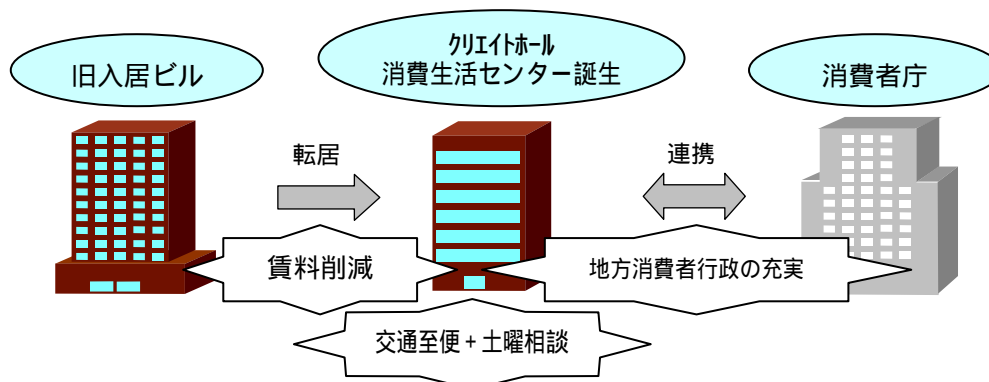 旧入居ビル
クリエイトホール
消費生活センター誕生
消費者庁
転居
連携
賃料削減
地方消費者行政の充実
交通至便+土曜相談